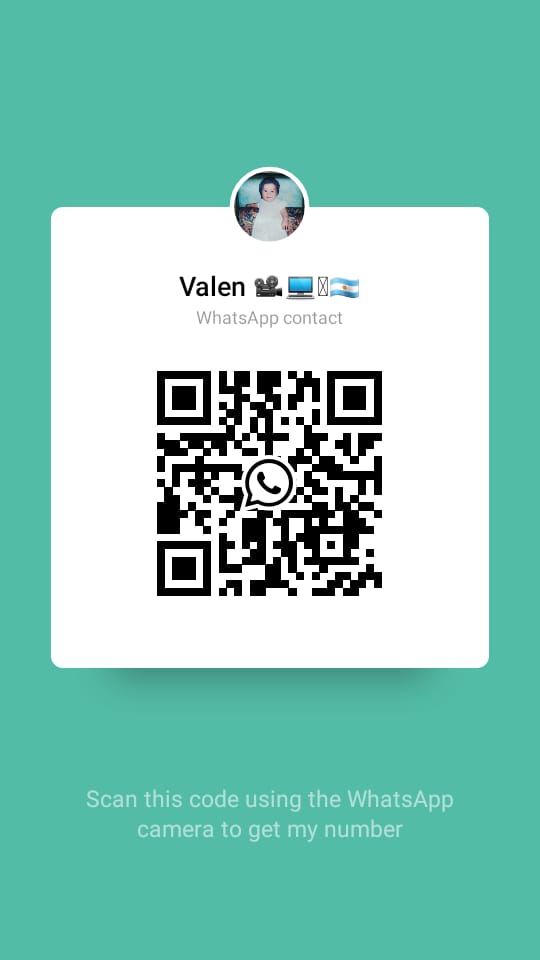 Valen 🎥💻🇦🇷
WhatsApp contact
Scan this code using the WhatsApp
camera to get my number